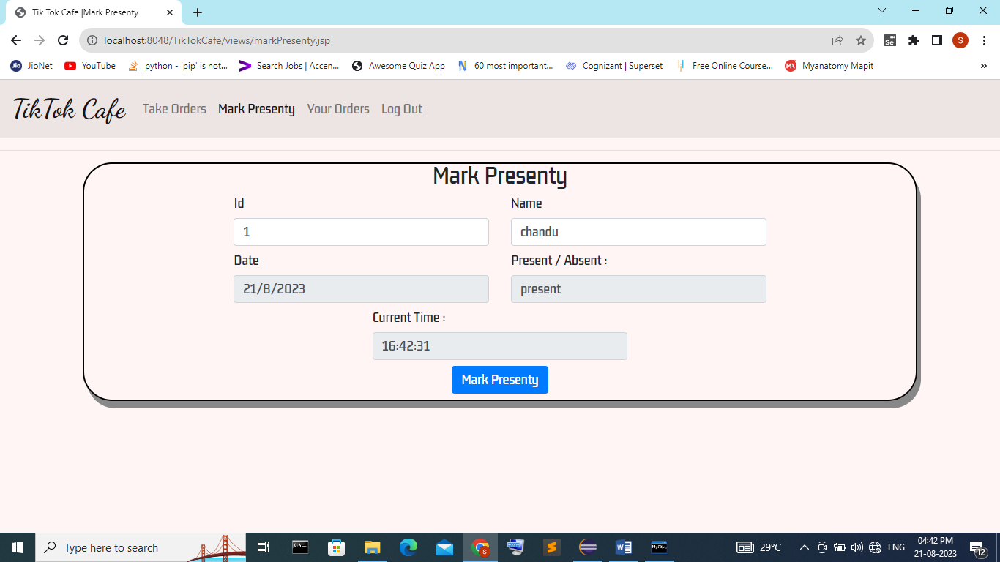 Tik Tok Cafe |Mark Presenty
localhost:8048/TikTokCafe/views/markPresenty.jsp
Se
S
Jio JioNet YouTube python - 'pip' is not... Search Jobs | Accen... Awesome Quiz App 60 most important... Cognizant | Superset Free Online Course... Myanatomy Mapit »
TikTok Cafe Take Orders Mark Presenty Your Orders Log Out
Mark Presenty
Id Name
1 chandu
Date Present / Absent :
21/8/2023 present
Current Time :
16:42:31
Mark Presenty
Type here to search
S
W
MySQL
29°C
ENG
04:42 PM
21-08-2023
12